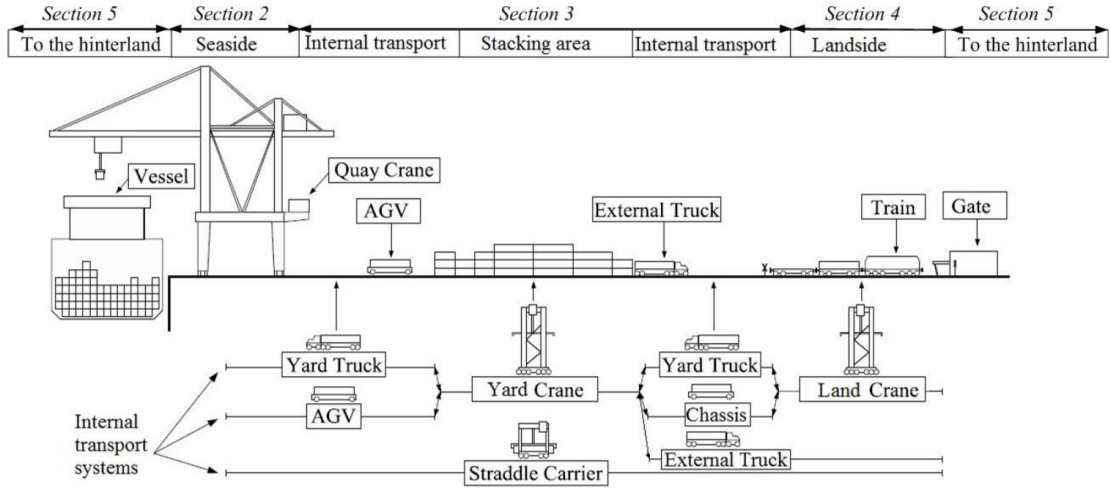 Section 5 Section 2 Section 3 Section 4 Section 5
To the hinterland Seaside Internal transport Stacking area Internal transport Landside To the hinterland
Vessel
Quay Crane
AGV
External Truck
Train
Gate
Yard Truck
Yard Truck
Yard Crane
Land Crane
AGV
Chassis
Internal
transport
systems
External Truck
Straddle Carrier